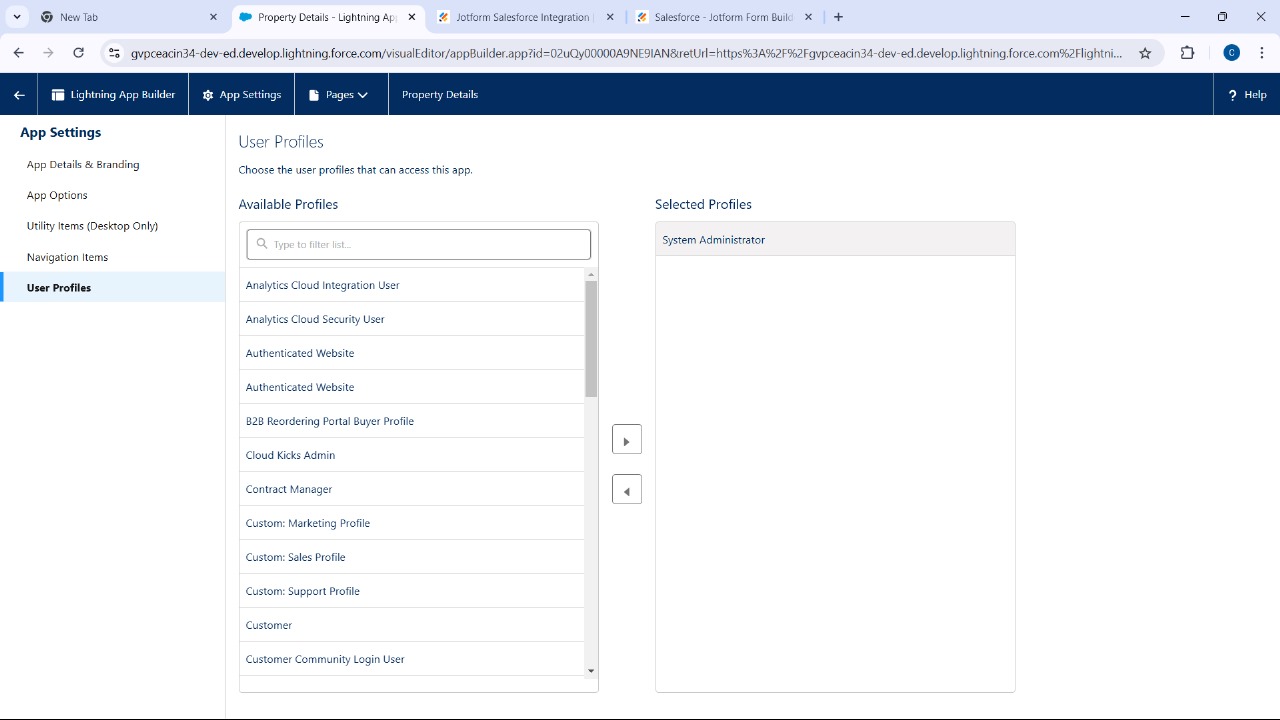 New Tab
Property Details - Lightning App
Jotform Salesforce Integration
Salesforce - Jotform Form Build
gvpceacin34-dev-ed.develop.lightning.force.com/visualEditor/appBuilder.app?id=02uQy00000A9NE9IAN&retUrl=https%3A%2F%2Fgvpceacin34-dev-ed.develop.lightning.force.com%2Flightni...
C
Lightning App Builder
App Settings
Pages
Property Details
? Help
App Settings
App Details & Branding
App Options
Utility Items (Desktop Only)
Navigation Items
User Profiles
User Profiles
Choose the user profiles that can access this app.
Available Profiles
Type to filter list...
Analytics Cloud Integration User
Analytics Cloud Security User
Authenticated Website
Authenticated Website
B2B Reordering Portal Buyer Profile
Cloud Kicks Admin
Contract Manager
Custom: Marketing Profile
Custom: Sales Profile
Custom: Support Profile
Customer
Customer Community Login User
Selected Profiles
System Administrator